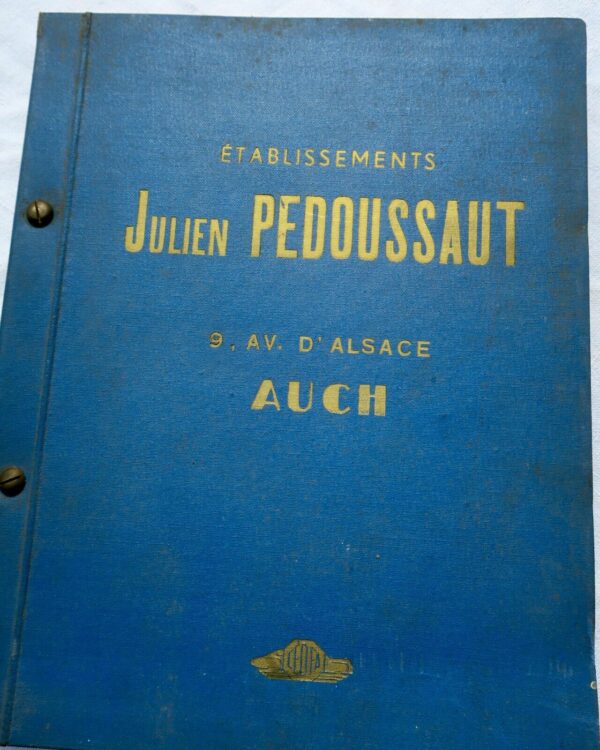 ÉTABLISSEMENTS
JULIEN PEDOUSSAUT
9, AV. D'ALSACE
AUCH